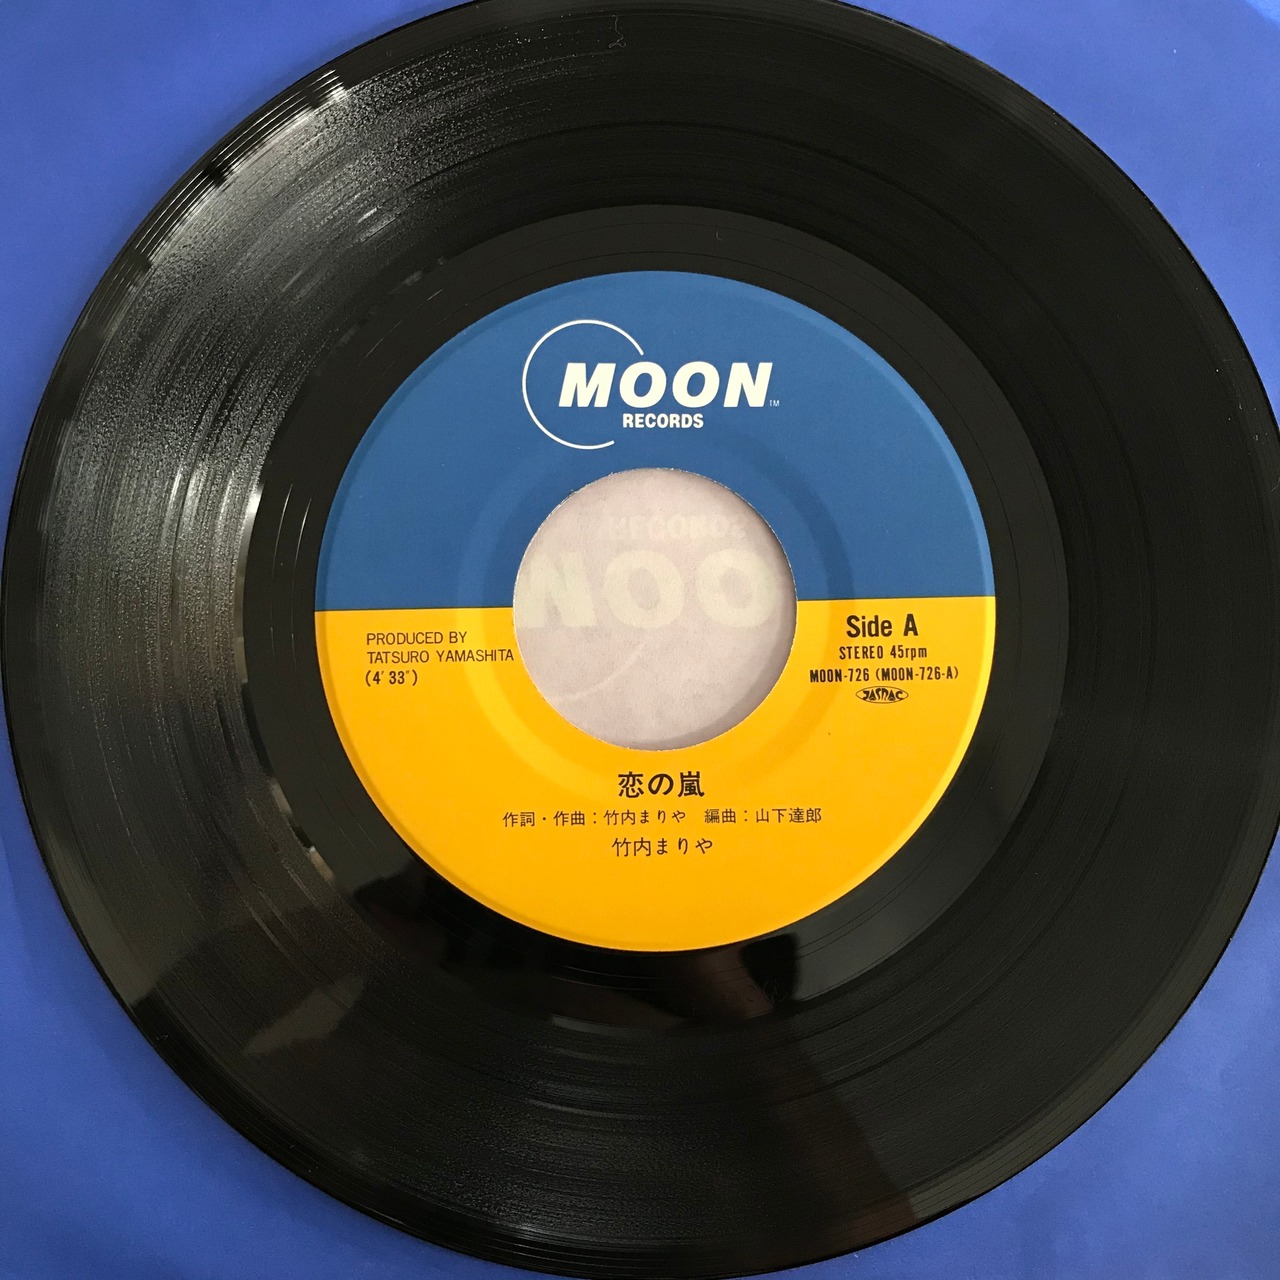 MOON™
RECORDS
RECORDS
MOON
PRODUCED BY
TATSURO YAMASHITA
(4'33")
Side A
STEREO 45rpm
MOON-726 (MOON-726-A)
JASRAC
恋の嵐
作詞・作曲：竹内まりや 編曲：山下達郎
竹内まりや